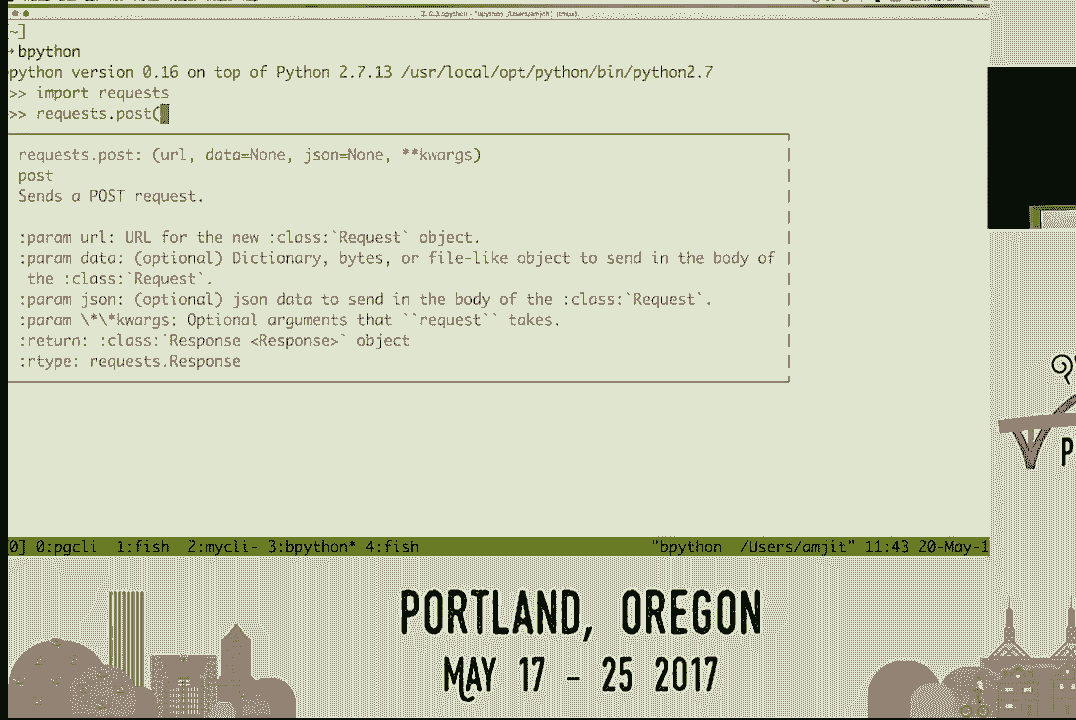 ~]
bpython
python version 0.16 on top of Python 2.7.13 /usr/local/opt/python/bin/python2.7
>> import requests
>> requests.post(
requests.post: (url, data=None, json=None, **kwargs)
post
Sends a POST request.
:param url: URL for the new :class:`Request` object.
:param data: (optional) Dictionary, bytes, or file-like object to send in the body of
the :class:`Request`.
:param json: (optional) json data to send in the body of the :class:`Request`.
:param \*\*kwargs: Optional arguments that ``request`` takes.
:return: :class:`Response <Response>` object
:rtype: requests.Response
0] 0:pgcli 1:fish 2:mycli- 3:bpython* 4:fish "bpython /Users/amjit" 11:43 20-May-1
P
PORTLAND, OREGON
MAY 17 - 25 2017